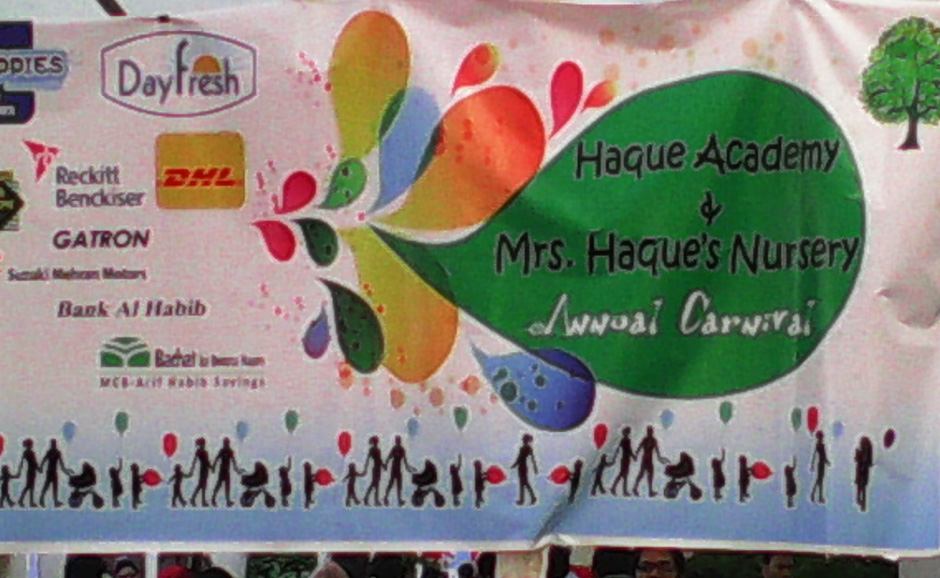 DayFresh
Reckitt
Benckiser
DHL
GATRON
Suzuki Mehran Motors
Bank Al Habib
Bachat
MCB-Arif Habib Savings
Haque Academy
&
Mrs. Haque's Nursery
Annual Carnival